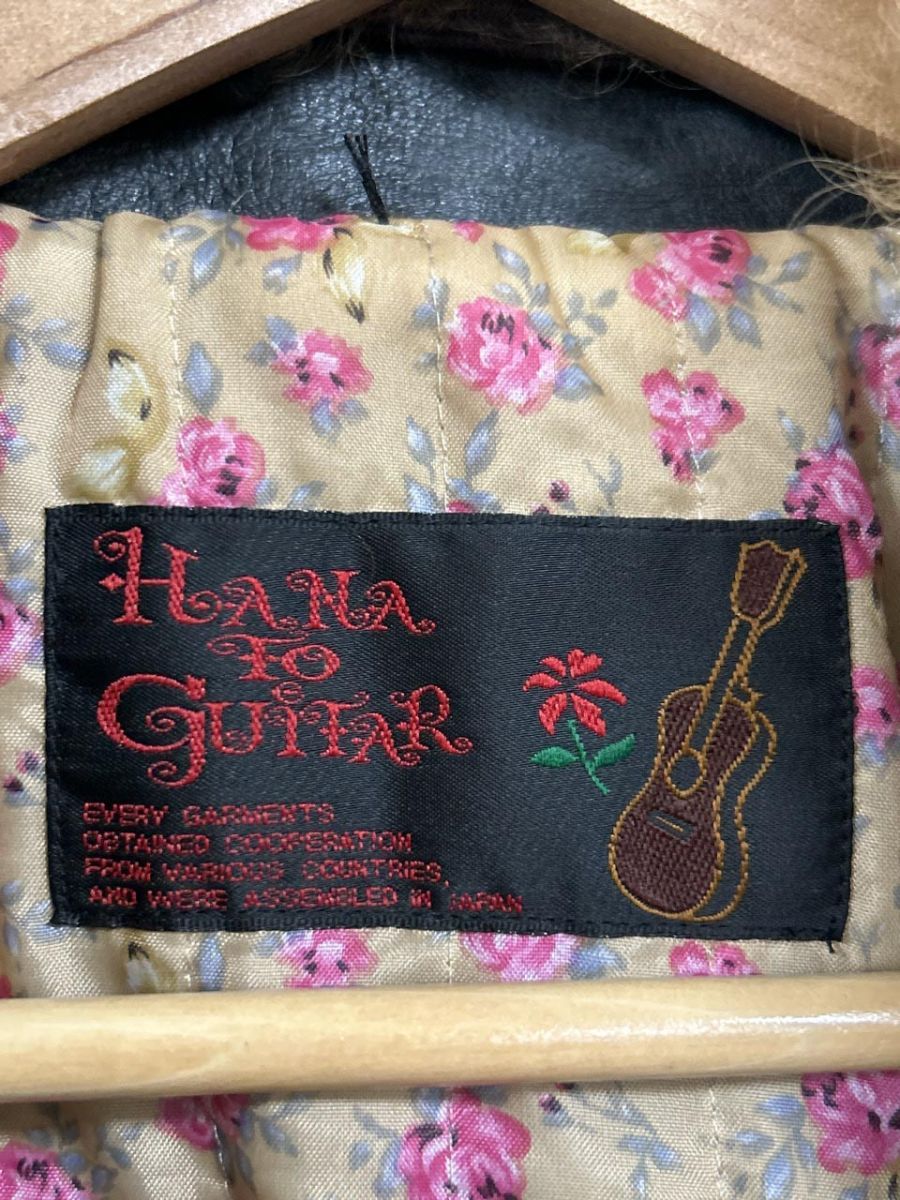 HANA
TO
GUITAR
EVERY GARMENTS
OBTAINED COOPERATION
FROM VARIOUS COUNTRIES,
AND WERE ASSEMBLED IN JAPAN